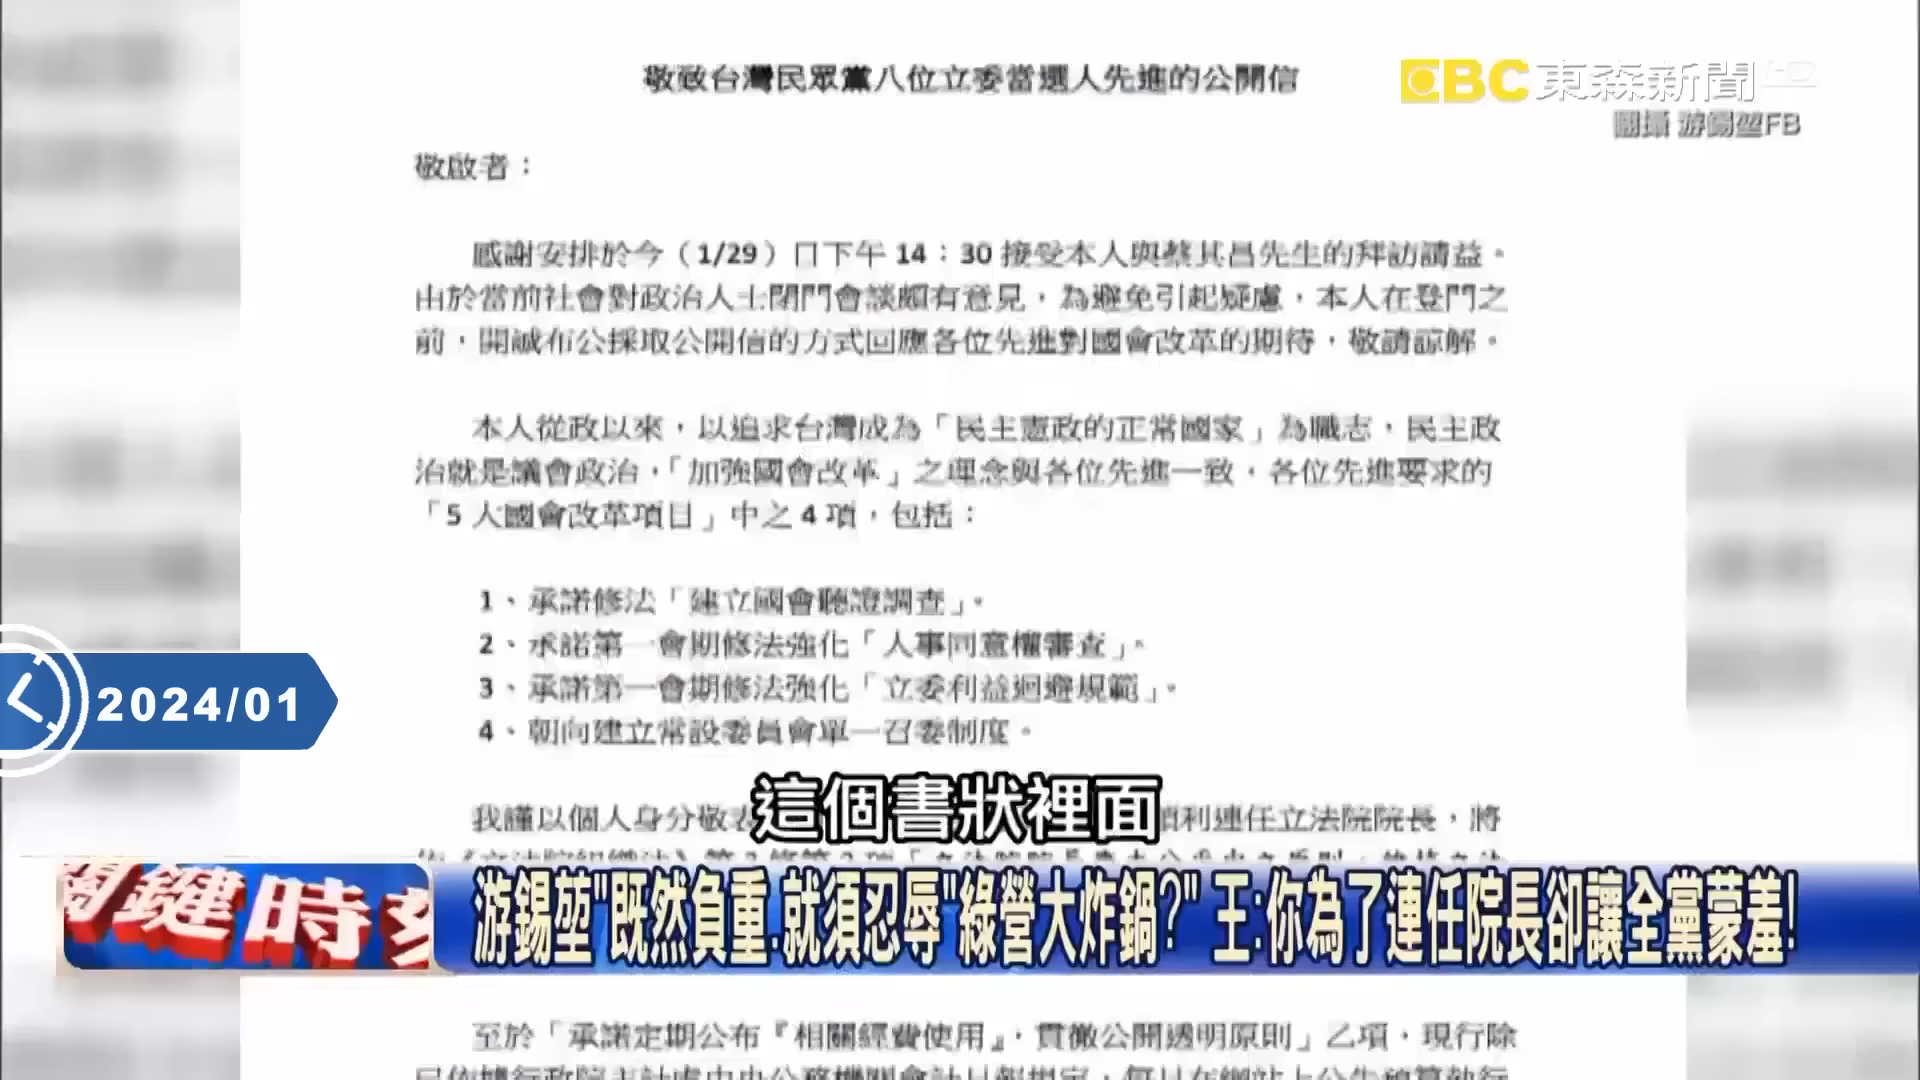 敬致台灣民眾黨八位立委當選人先進的公開信
EBC東森新聞
翻攝 游錫堃FB
敬啟者：
感謝安排於今（1/29）日下午 14：30 接受本人與蔡其昌先生的拜訪請益。
由於當前社會對政治人士閉門會談頗有意見，為避免引起疑慮，本人在登門之
前，開誠布公採取公開信的方式回應各位先進對國會改革的期待，敬請諒解。
本人從政以來，以追求台灣成為「民主憲政的正常國家」為職志，民主政
治就是議會政治，「加強國會改革」之理念與各位先進一致，各位先進要求的
「5 大國會改革項目」中之 4 項，包括：
1、承諾修法「建立國會聽證調查」。
2、承諾第一會期修法強化「人事同意權審查」。
3、承諾第一會期修法強化「立委利益迴避規範」。
4、朝向建立常設委員會單一召委制度。
2024/01
這個書狀裡面
我謹以個人身分敬表 順利連任立法院院長，將
關鍵時刻
游錫堃"既然負重.就須忍辱"綠營大炸鍋?" 王:你為了連任院長卻讓全黨蒙羞!
至於「承諾定期公布『相關經費使用』，貫徹公開透明原則」乙項，現行除